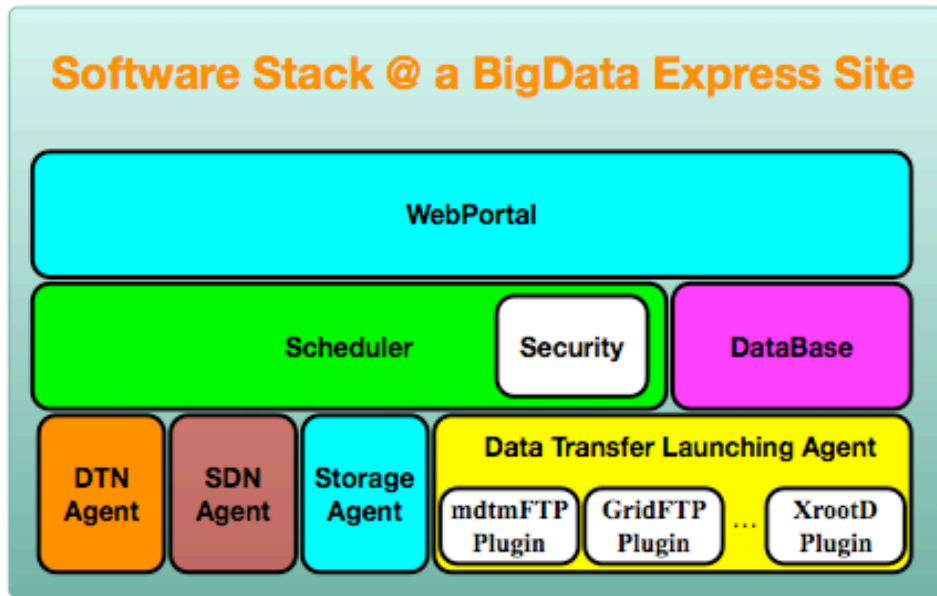 Software Stack @ a BigData Express Site
WebPortal
Scheduler
Security
DataBase
DTN
Agent
SDN
Agent
Storage
Agent
Data Transfer Launching Agent
mdtmFTP
Plugin
GridFTP
Plugin
...
XrootD
Plugin